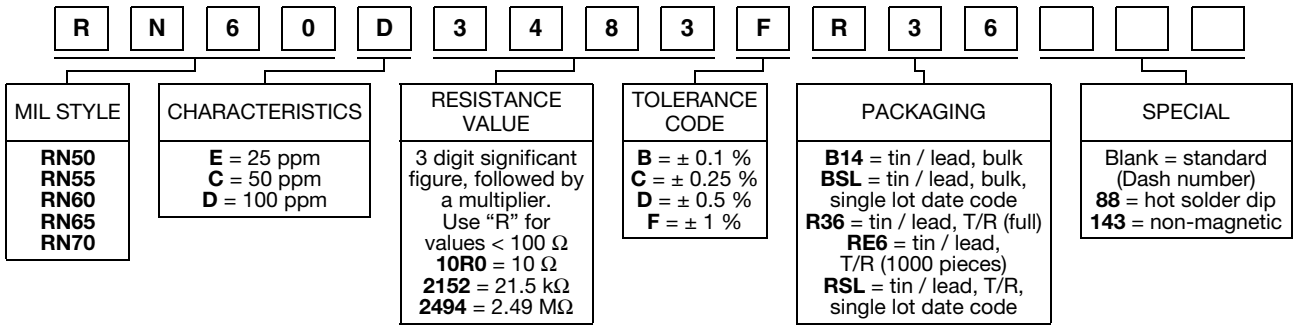 R N 6 0 D 3 4 8 3 F R 3 6
MIL STYLE
RN50
RN55
RN60
RN65
RN70
CHARACTERISTICS
E = 25 ppm
C = 50 ppm
D = 100 ppm
RESISTANCE
VALUE
3 digit significant
figure, followed by
a multiplier.
Use “R” for
values < 100 Ω
10R0 = 10 Ω
2152 = 21.5 kΩ
2494 = 2.49 MΩ
TOLERANCE
CODE
B = ± 0.1 %
C = ± 0.25 %
D = ± 0.5 %
F = ± 1 %
PACKAGING
B14 = tin / lead, bulk
BSL = tin / lead, bulk,
single lot date code
R36 = tin / lead, T/R (full)
RE6 = tin / lead,
T/R (1000 pieces)
RSL = tin / lead, T/R,
single lot date code
SPECIAL
Blank = standard
(Dash number)
88 = hot solder dip
143 = non-magnetic